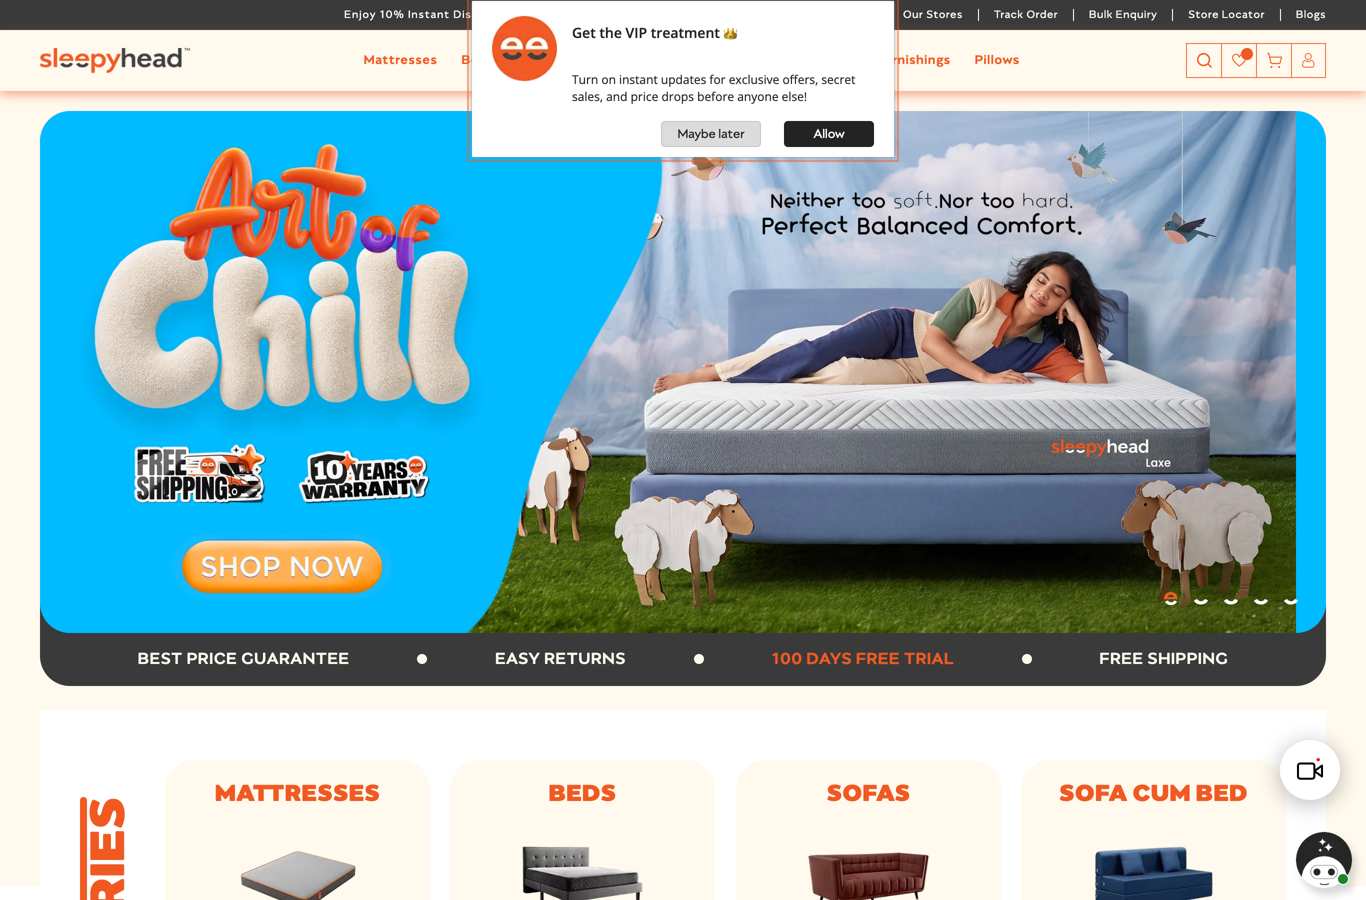 Enjoy 10% Instant Dis
Our Stores | Track Order | Bulk Enquiry | Store Locator | Blogs
Get the VIP treatment 👑
Turn on instant updates for exclusive offers, secret
sales, and price drops before anyone else!
Maybe later
Allow
sleepyhead™
Mattresses
Pillows
Art of
Chill
Neither too soft.Nor too hard.
Perfect Balanced Comfort.
sleepyhead
Laxe
FREE
SHIPPING
10 YEARS
WARRANTY
SHOP NOW
BEST PRICE GUARANTEE
EASY RETURNS
100 DAYS FREE TRIAL
FREE SHIPPING
MATTRESSES
BEDS
SOFAS
SOFA CUM BED
RIES